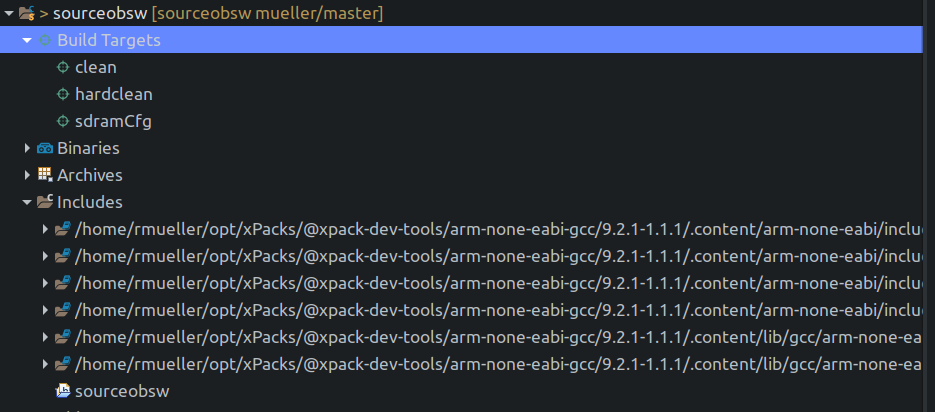 > sourceobsw [sourceobsw mueller/master]
Build Targets
clean
hardclean
sdramCfg
Binaries
Archives
Includes
/home/rmueller/opt/xPacks/@xpack-dev-tools/arm-none-eabi-gcc/9.2.1-1.1.1/.content/arm-none-eabi/inclu
/home/rmueller/opt/xPacks/@xpack-dev-tools/arm-none-eabi-gcc/9.2.1-1.1.1/.content/arm-none-eabi/inclu
/home/rmueller/opt/xPacks/@xpack-dev-tools/arm-none-eabi-gcc/9.2.1-1.1.1/.content/arm-none-eabi/inclu
/home/rmueller/opt/xPacks/@xpack-dev-tools/arm-none-eabi-gcc/9.2.1-1.1.1/.content/arm-none-eabi/inclu
/home/rmueller/opt/xPacks/@xpack-dev-tools/arm-none-eabi-gcc/9.2.1-1.1.1/.content/lib/gcc/arm-none-ea
/home/rmueller/opt/xPacks/@xpack-dev-tools/arm-none-eabi-gcc/9.2.1-1.1.1/.content/lib/gcc/arm-none-ea
sourceobsw